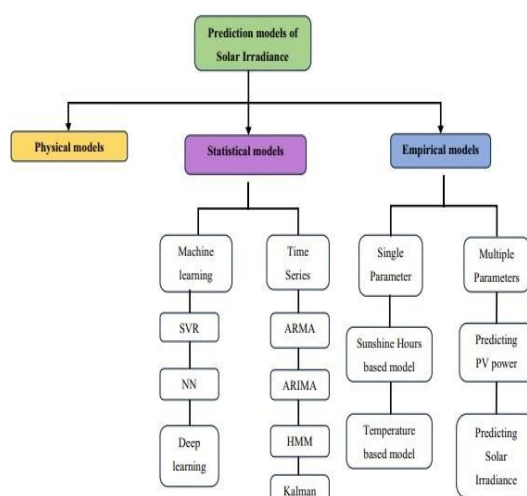 Prediction models of
Solar Irradiance
Physical models
Statistical models
Empirical models
Machine
learning
SVR
NN
Deep
learning
Time
Series
ARMA
ARIMA
HMM
Kalman
Single
Parameter
Sunshine Hours
based model
Temperature
based model
Multiple
Parameters
Predicting
PV power
Predicting
Solar
Irradiance